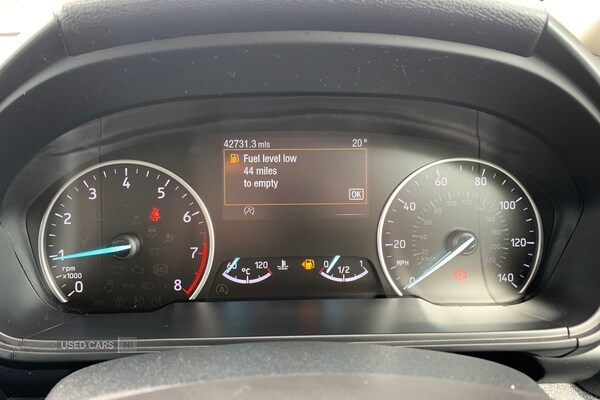 42731.3 mls 20°
Fuel level low
44 miles
to empty
OK
0 1 2 3 4 5 6 7 8
rpm
x1000
60 120
°C
0 1/2 1
0 20 40 60 80 100 120 140
MPH
USED CARS NI